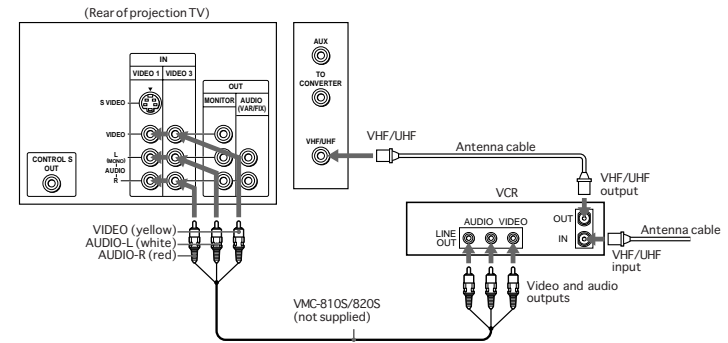 (Rear of projection TV)
IN
VIDEO 1 VIDEO 3
OUT
MONITOR
AUDIO
(VAR/FIX)
S VIDEO
VIDEO
L
(MONO)
AUDIO
R
CONTROL S
OUT
AUX
TO
CONVERTER
VHF/UHF
VHF/UHF
Antenna cable
VHF/UHF
output
VCR
AUDIO VIDEO
LINE
OUT
OUT
IN
Antenna cable
VHF/UHF
input
VIDEO (yellow)
AUDIO-L (white)
AUDIO-R (red)
Video and audio
outputs
VMC-810S/820S
(not supplied)